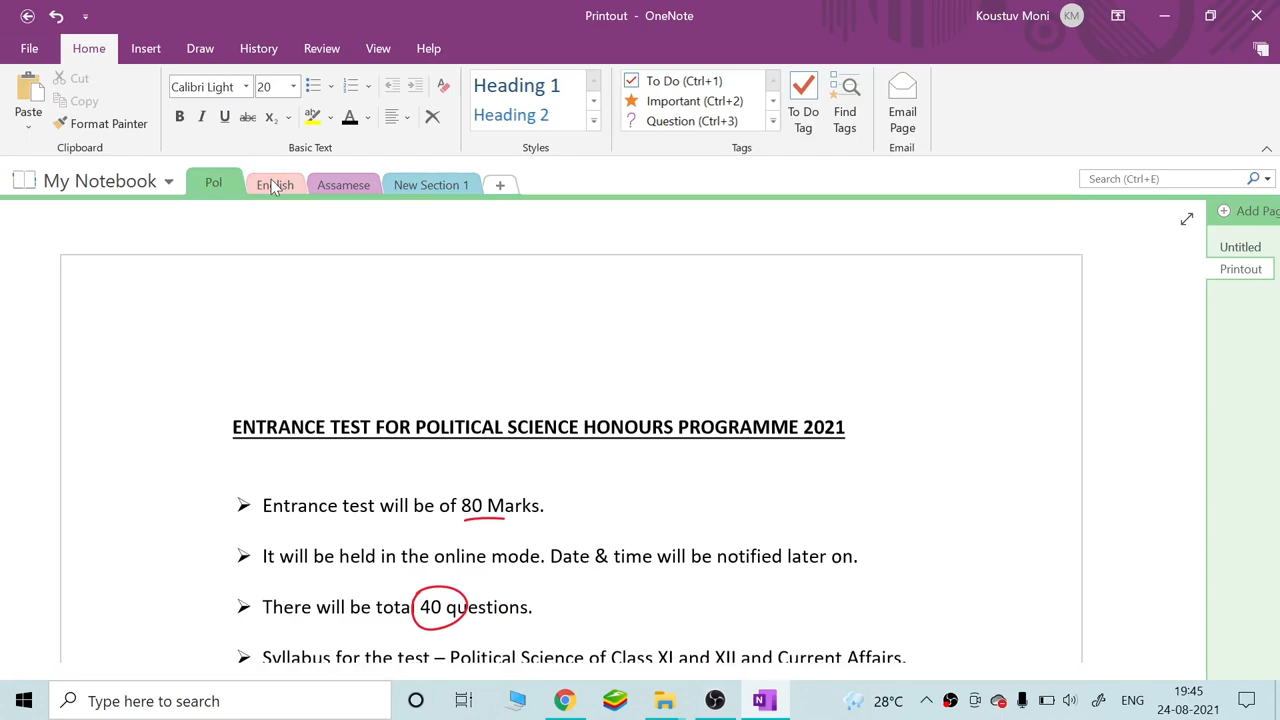 Printout - OneNote
Koustuv Moni KM
File Home Insert Draw History Review View Help
Paste
Cut
Copy
Format Painter
Clipboard
Calibri Light 20
B I U abc X₂ A
Basic Text
Heading 1
Heading 2
Styles
To Do (Ctrl+1)
Important (Ctrl+2)
Question (Ctrl+3)
To Do Tag
Find Tags
Tags
Email Page
Email
My Notebook
Pol English Assamese New Section 1
Search (Ctrl+E)
Add Pag
Untitled
Printout
ENTRANCE TEST FOR POLITICAL SCIENCE HONOURS PROGRAMME 2021
Entrance test will be of 80 Marks.
It will be held in the online mode. Date & time will be notified later on.
There will be total 40 questions.
Syllabus for the test – Political Science of Class XI and XII and Current Affairs.
Type here to search
28°C ENG
19:45
24-08-2021